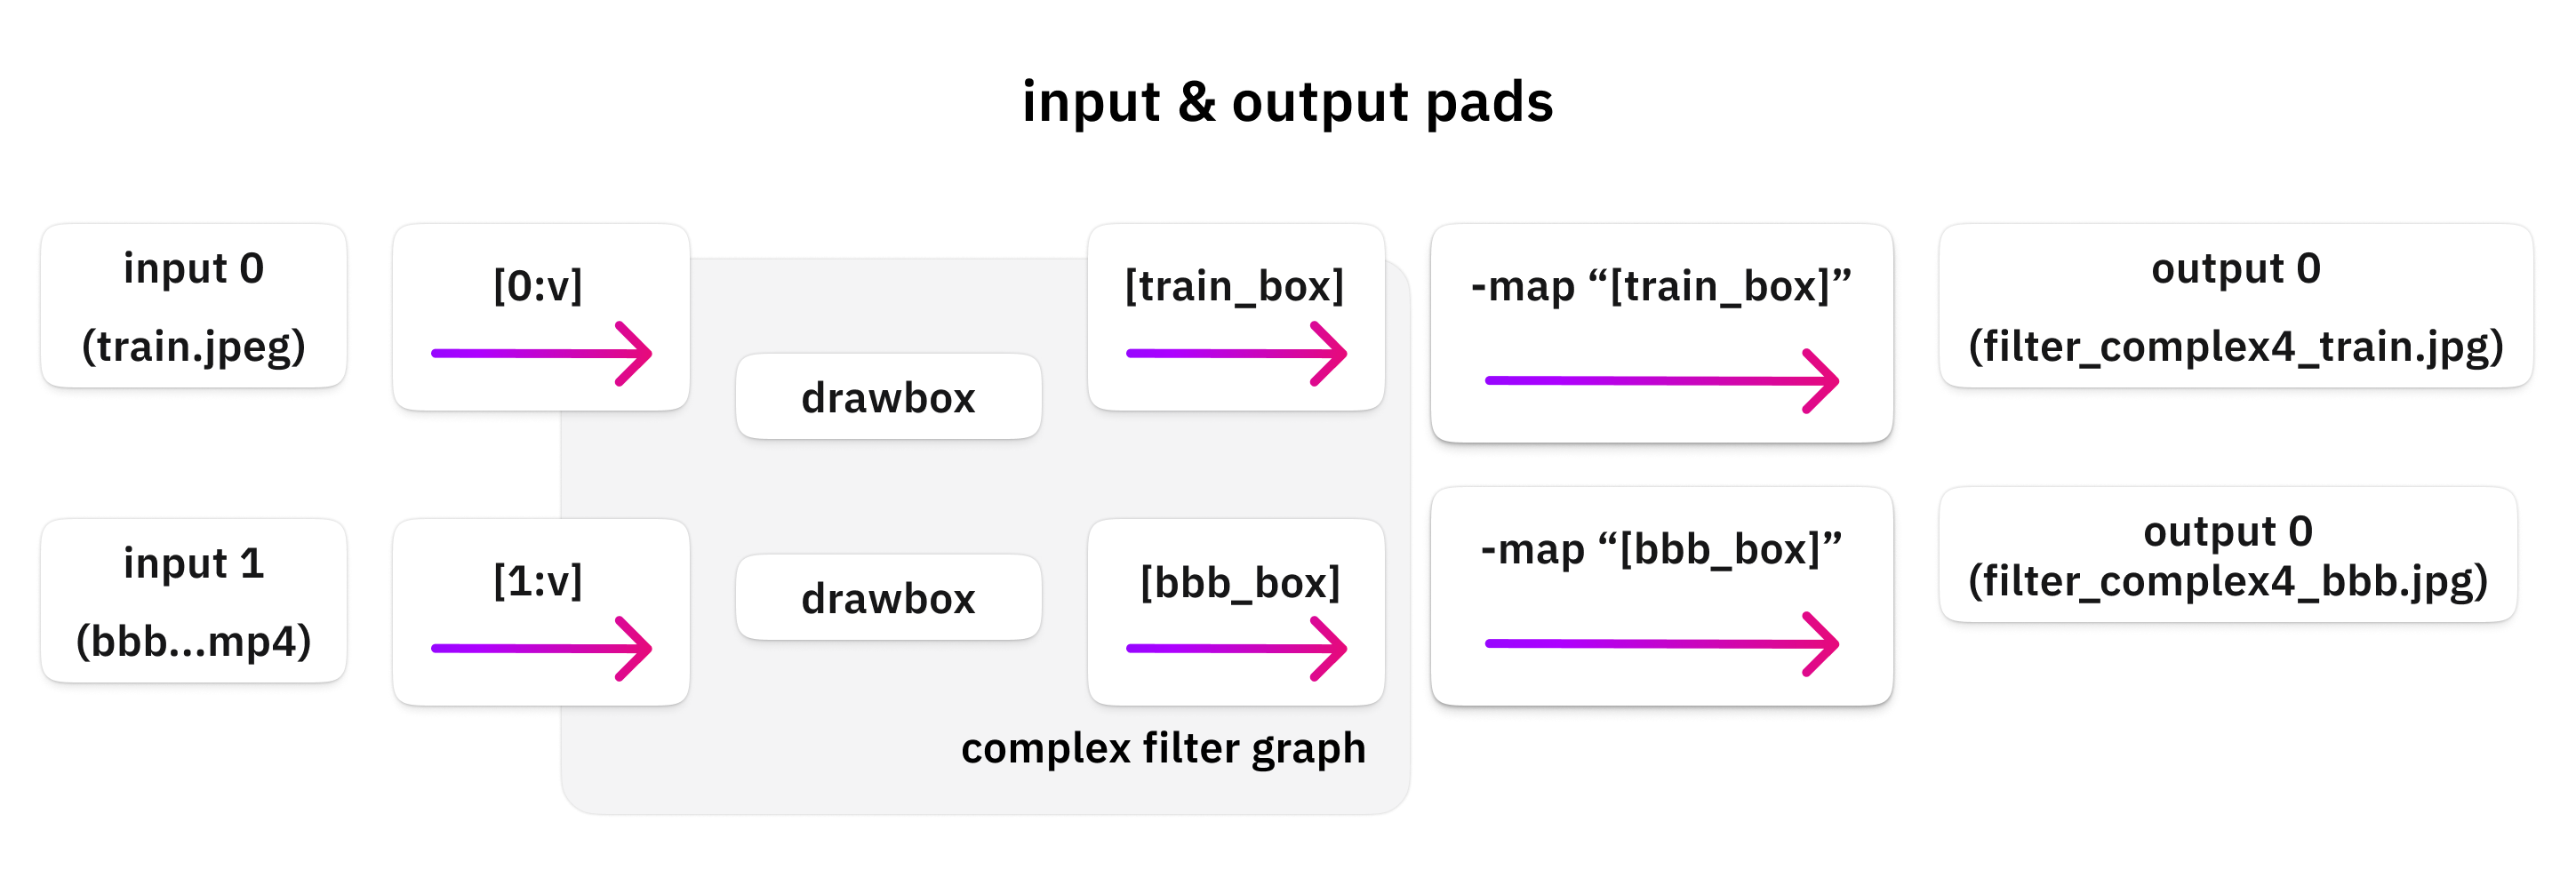 input & output pads
input 0
(train.jpeg)
[0:v]
drawbox
[train_box]
-map “[train_box]”
output 0
(filter_complex4_train.jpg)
input 1
(bbb...mp4)
[1:v]
drawbox
[bbb_box]
-map “[bbb_box]”
output 0
(filter_complex4_bbb.jpg)
complex filter graph